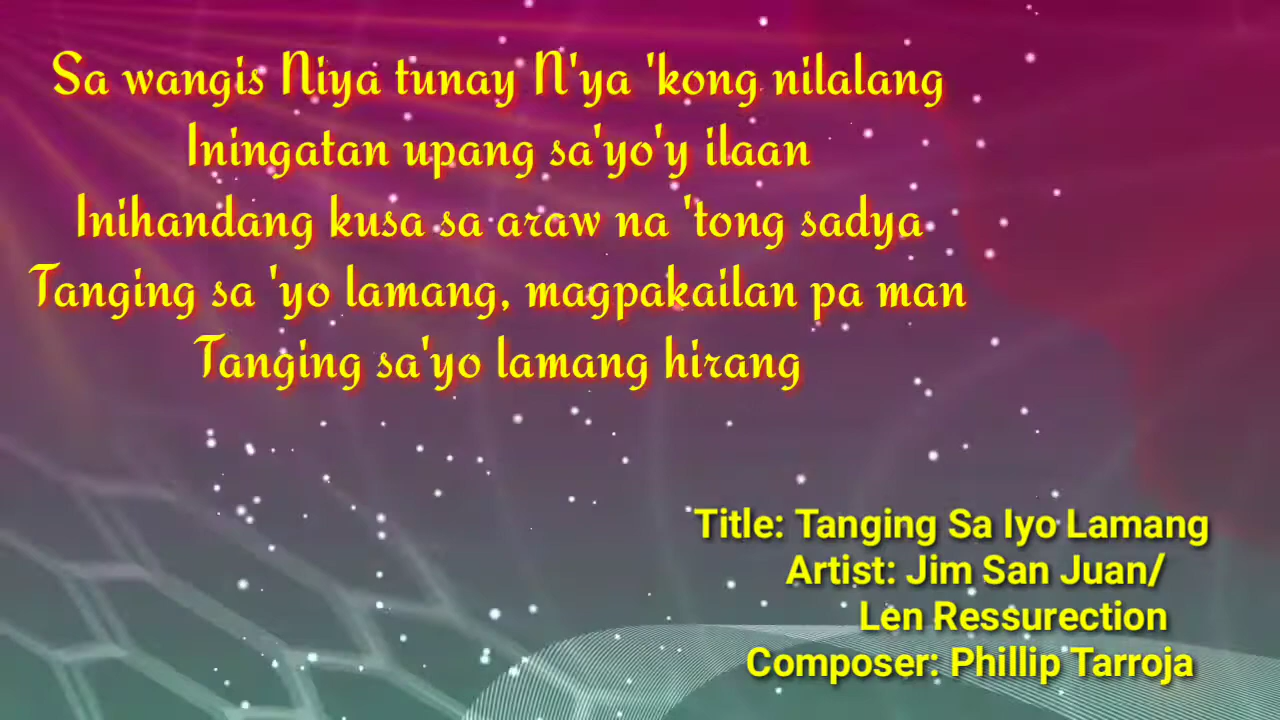 Sa wangis Niya tunay N'ya 'kong nilalang
Iningatan upang sa'yo'y ilaan
Inihandang kusa sa araw na 'tong sadya
Tanging sa 'yo lamang, magpakailan pa man
Tanging sa'yo lamang hirang
Title: Tanging Sa Iyo Lamang
Artist: Jim San Juan/
Len Ressurection
Composer: Phillip Tarroja